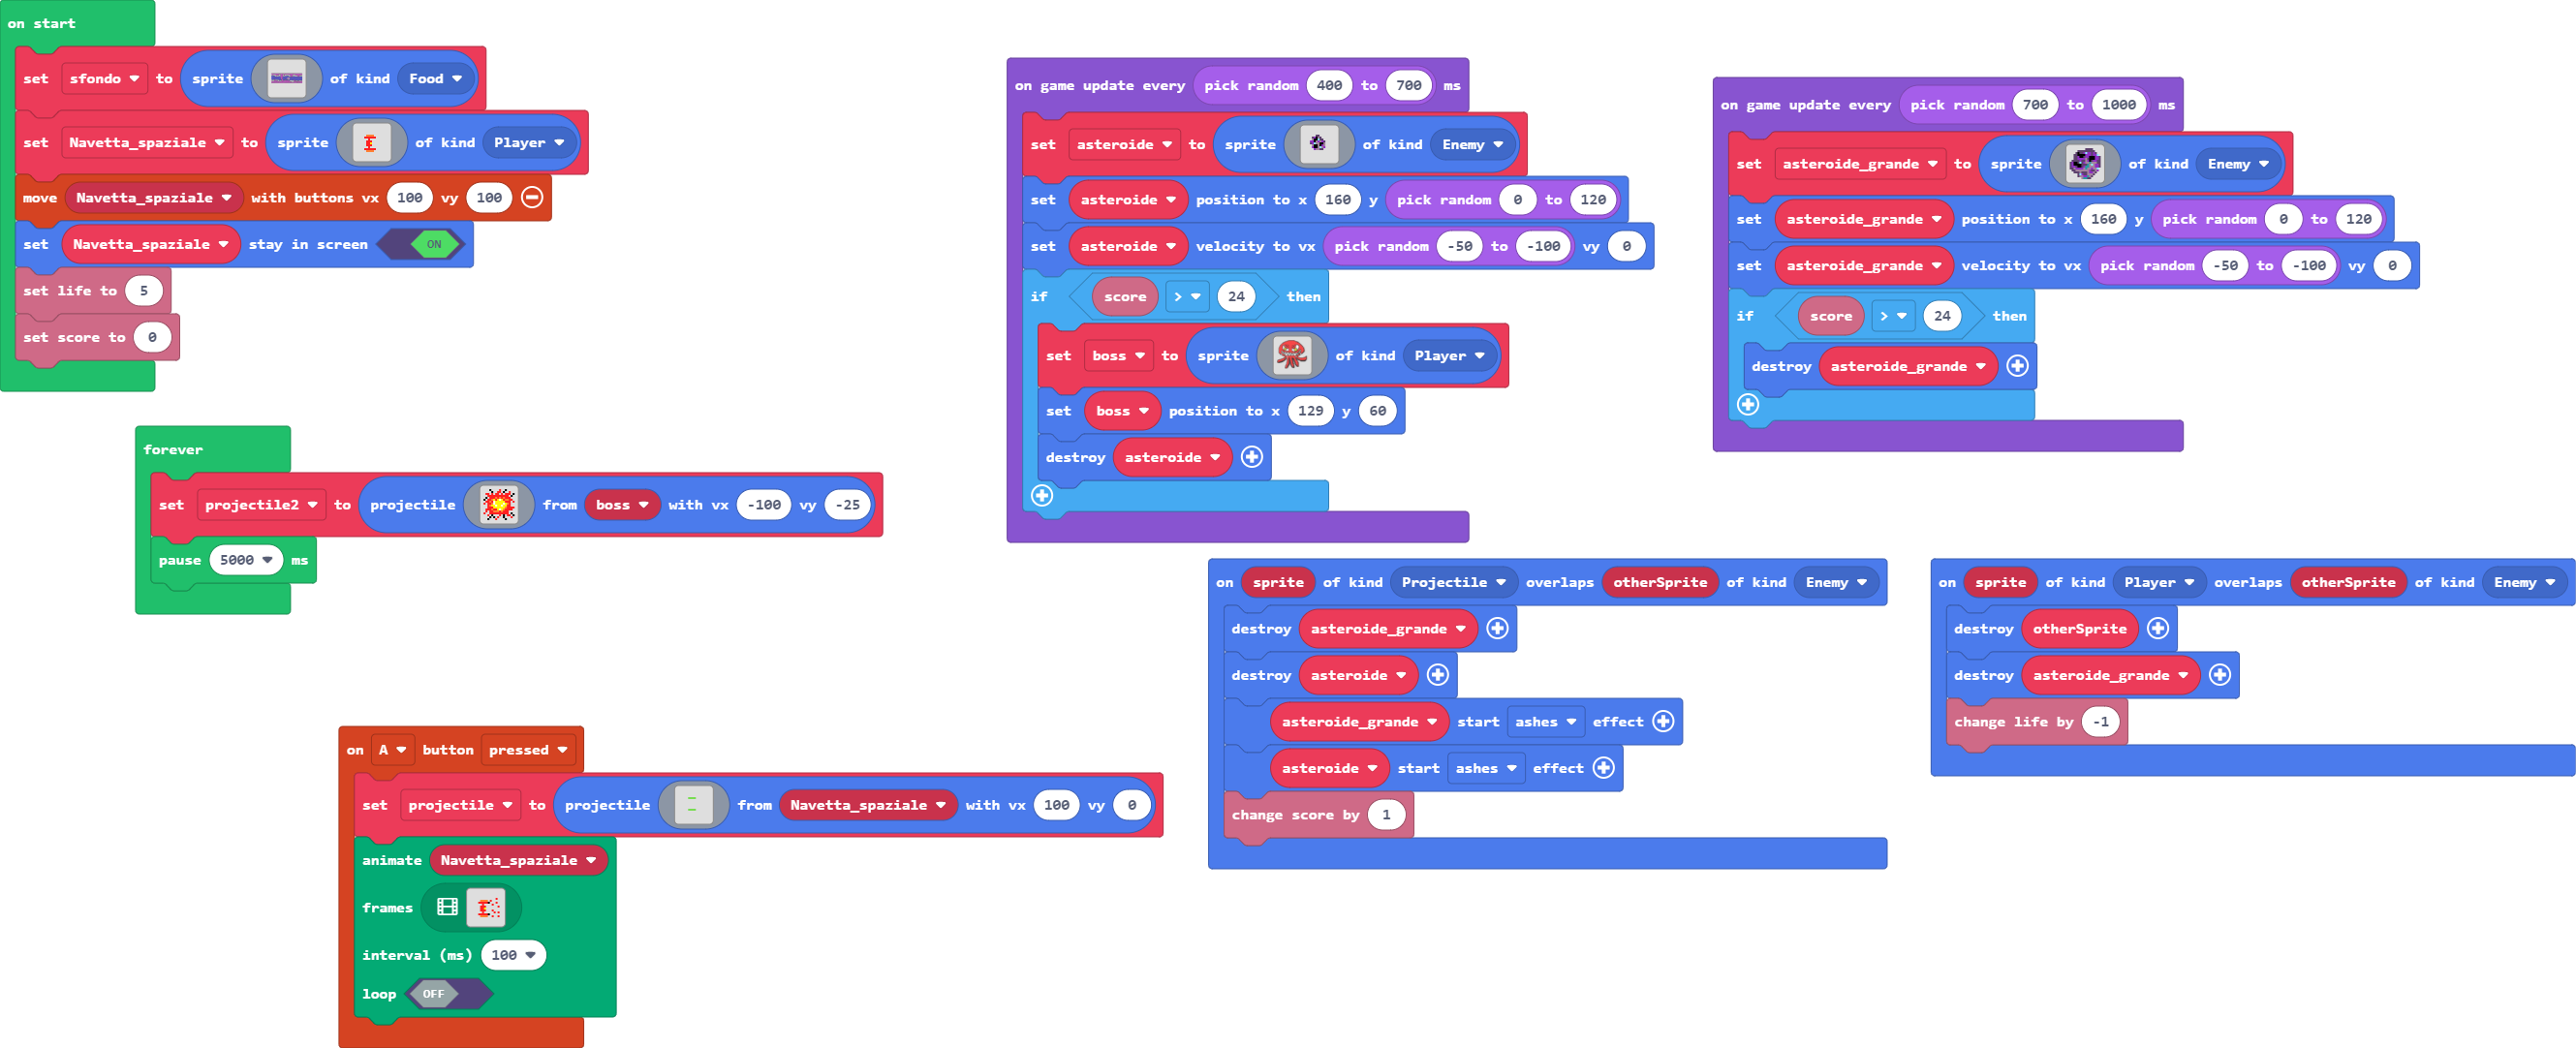 on start
set sfondo to sprite of kind Food
set Navetta_spaziale to sprite of kind Player
move Navetta_spaziale with buttons vx 100 vy 100
set Navetta_spaziale stay in screen ON
set life to 5
set score to 0
forever
set projectile2 to projectile from boss with vx -100 vy -25
pause 5000 ms
on A button pressed
set projectile to projectile from Navetta_spaziale with vx 100 vy 0
animate Navetta_spaziale
frames
interval (ms) 100
loop OFF
on game update every pick random 400 to 700 ms
set asteroide to sprite of kind Enemy
set asteroide position to x 160 y pick random 0 to 120
set asteroide velocity to vx pick random -50 to -100 vy 0
if score > 24 then
set boss to sprite of kind Player
set boss position to x 129 y 60
destroy asteroide
on game update every pick random 700 to 1000 ms
set asteroide_grande to sprite of kind Enemy
set asteroide_grande position to x 160 y pick random 0 to 120
set asteroide_grande velocity to vx pick random -50 to -100 vy 0
if score > 24 then
destroy asteroide_grande
on sprite of kind Projectile overlaps otherSprite of kind Enemy
destroy asteroide_grande
destroy asteroide
asteroide_grande start ashes effect
asteroide start ashes effect
change score by 1
on sprite of kind Player overlaps otherSprite of kind Enemy
destroy otherSprite
destroy asteroide_grande
change life by -1